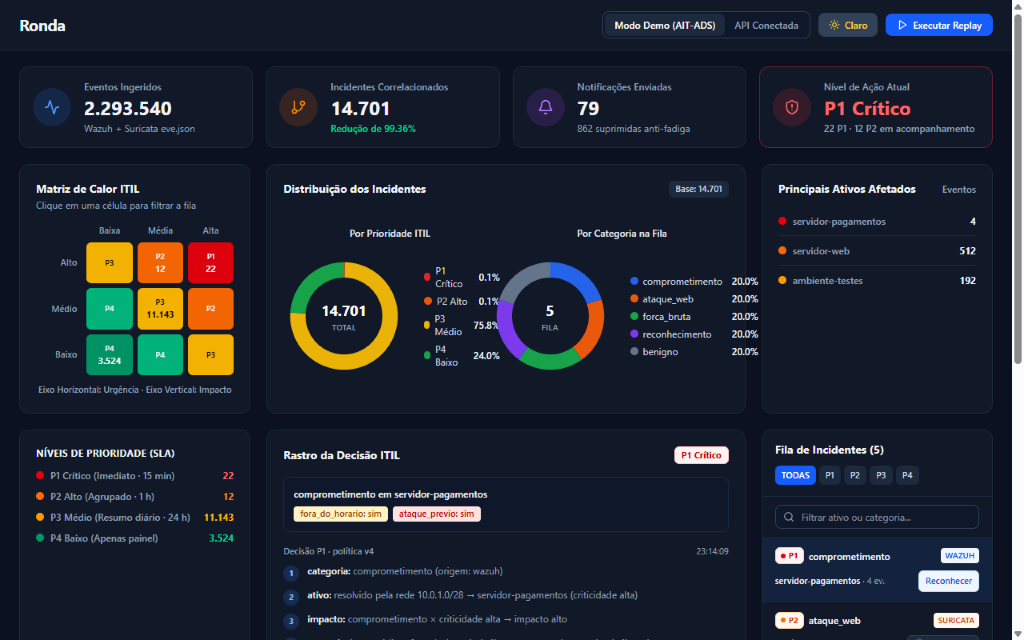 Ronda
Modo Demo (AIT-ADS)
API Conectada
Claro
Executar Replay
Eventos Ingeridos
2.293.540
Wazuh + Suricata eve.json
Incidentes Correlacionados
14.701
Redução de 99.36%
Notificações Enviadas
79
862 suprimidas anti-fadiga
Nível de Ação Atual
P1 Crítico
22 P1 · 12 P2 em acompanhamento
Matriz de Calor ITIL
Clique em uma célula para filtrar a fila
Baixa Média Alta
Alto
P3
P2
12
P1
22
Médio
P4
P3
11.143
P2
Baixo
P4
3.524
P4
P3
Eixo Horizontal: Urgência · Eixo Vertical: Impacto
Distribuição dos Incidentes
Base: 14.701
Por Prioridade ITIL
14.701
TOTAL
P1 Crítico 0.1%
P2 Alto 0.1%
P3 Médio 75.8%
P4 Baixo 24.0%
Por Categoria na Fila
5
FILA
comprometimento 20.0%
ataque_web 20.0%
forca_bruta 20.0%
reconhecimento 20.0%
benigno 20.0%
Principais Ativos Afetados Eventos
servidor-pagamentos 4
servidor-web 512
ambiente-testes 192
NÍVEIS DE PRIORIDADE (SLA)
P1 Crítico (Imediato · 15 min) 22
P2 Alto (Agrupado · 1 h) 12
P3 Médio (Resumo diário · 24 h) 11.143
P4 Baixo (Apenas painel) 3.524
Rastro da Decisão ITIL
P1 Crítico
comprometimento em servidor-pagamentos
fora_do_horario: sim
ataque_previo: sim
Decisão P1 · política v4 23:14:09
1 categoria: comprometimento (origem: wazuh)
2 ativo: resolvido pela rede 10.0.1.0/28 → servidor-pagamentos (criticidade alta)
3 impacto: comprometimento × criticidade alta → impacto alto
Fila de Incidentes (5)
TODAS P1 P2 P3 P4
Filtrar ativo ou categoria...
P1 comprometimento WAZUH
servidor-pagamentos · 4 ev. Reconhecer
P2 ataque_web SURICATA